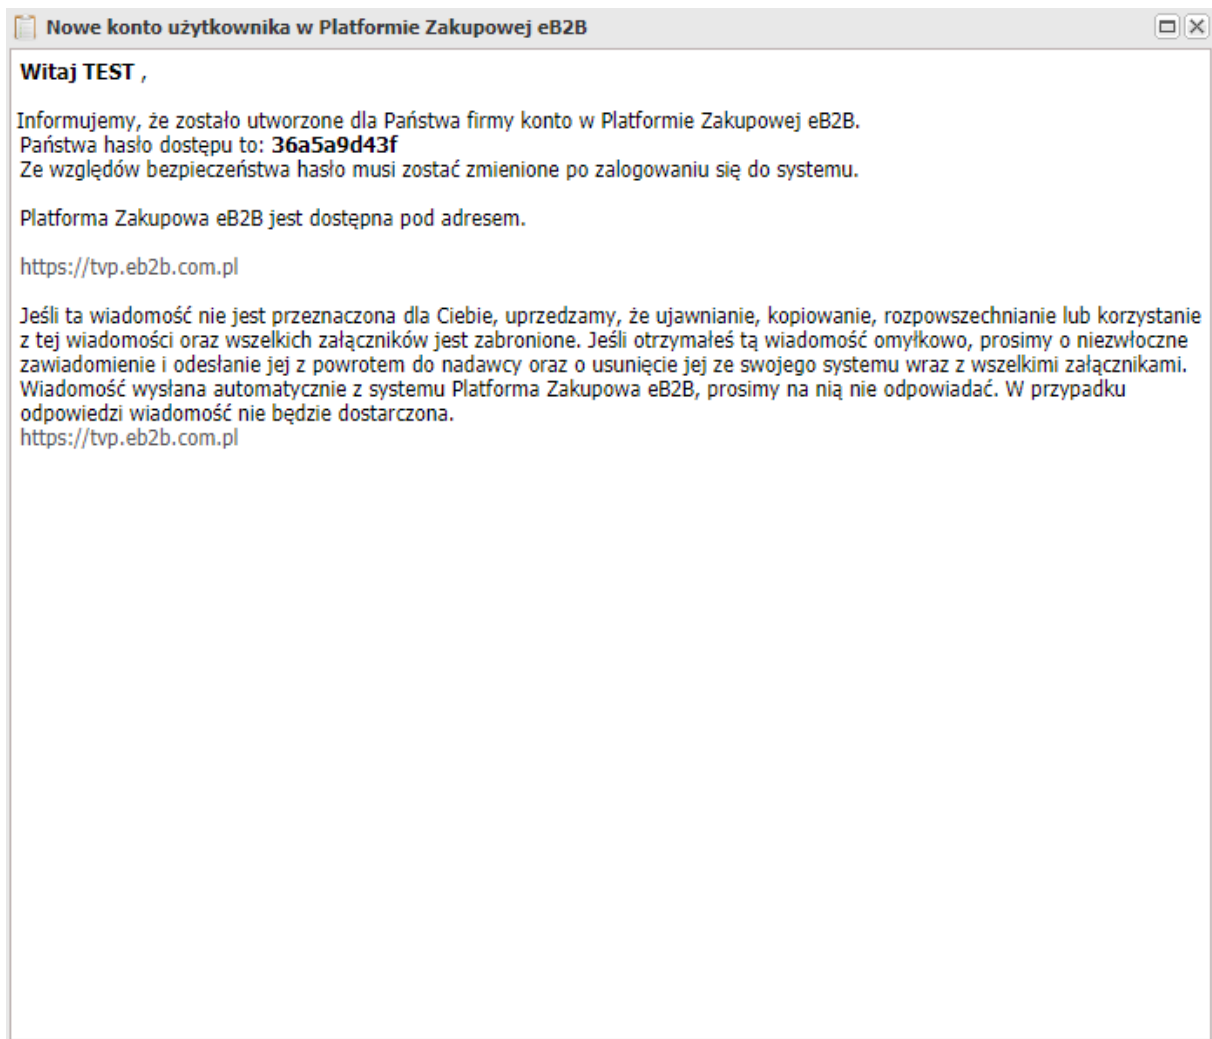 Nowe konto użytkownika w Platformie Zakupowej eB2B
Witaj TEST ,
Informujemy, że zostało utworzone dla Państwa firmy konto w Platformie Zakupowej eB2B.
Państwa hasło dostępu to: 36a5a9d43f
Ze względów bezpieczeństwa hasło musi zostać zmienione po zalogowaniu się do systemu.
Platforma Zakupowa eB2B jest dostępna pod adresem.
https://tvp.eb2b.com.pl
Jeśli ta wiadomość nie jest przeznaczona dla Ciebie, uprzedzamy, że ujawnianie, kopiowanie, rozpowszechnianie lub korzystanie
z tej wiadomości oraz wszelkich załączników jest zabronione. Jeśli otrzymałeś tą wiadomość omyłkowo, prosimy o niezwłoczne
zawiadomienie i odesłanie jej z powrotem do nadawcy oraz o usunięcie jej ze swojego systemu wraz z wszelkimi załącznikami.
Wiadomość wysłana automatycznie z systemu Platforma Zakupowa eB2B, prosimy na nią nie odpowiadać. W przypadku
odpowiedzi wiadomość nie będzie dostarczona.
https://tvp.eb2b.com.pl